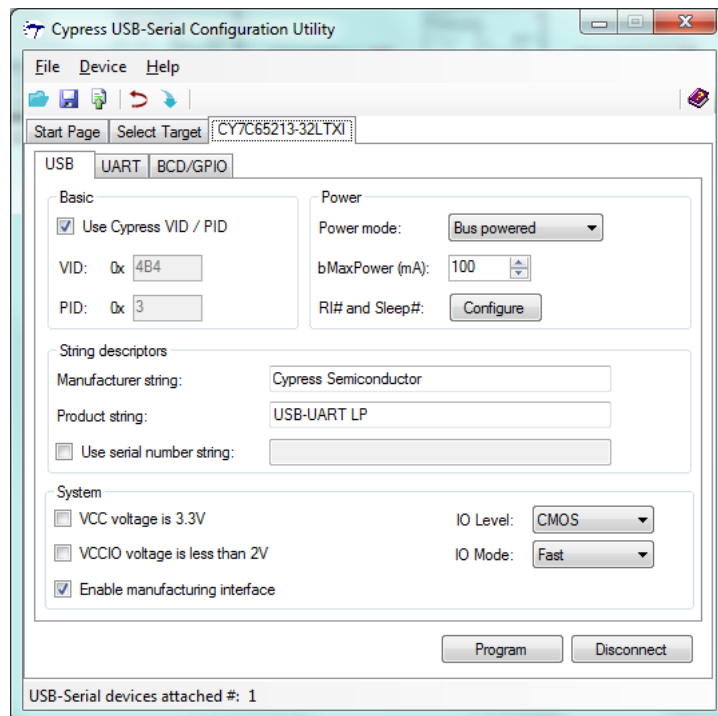 Cypress USB-Serial Configuration Utility
File Device Help
Start Page Select Target CY7C65213-32LTXI
USB UART BCD/GPIO
Basic
Use Cypress VID / PID
VID: 0x 4B4
PID: 0x 3
Power
Power mode: Bus powered
bMaxPower (mA): 100
RI# and Sleep#: Configure
String descriptors
Manufacturer string: Cypress Semiconductor
Product string: USB-UART LP
Use serial number string:
System
VCC voltage is 3.3V
VCCIO voltage is less than 2V
Enable manufacturing interface
IO Level: CMOS
IO Mode: Fast
Program Disconnect
USB-Serial devices attached #: 1